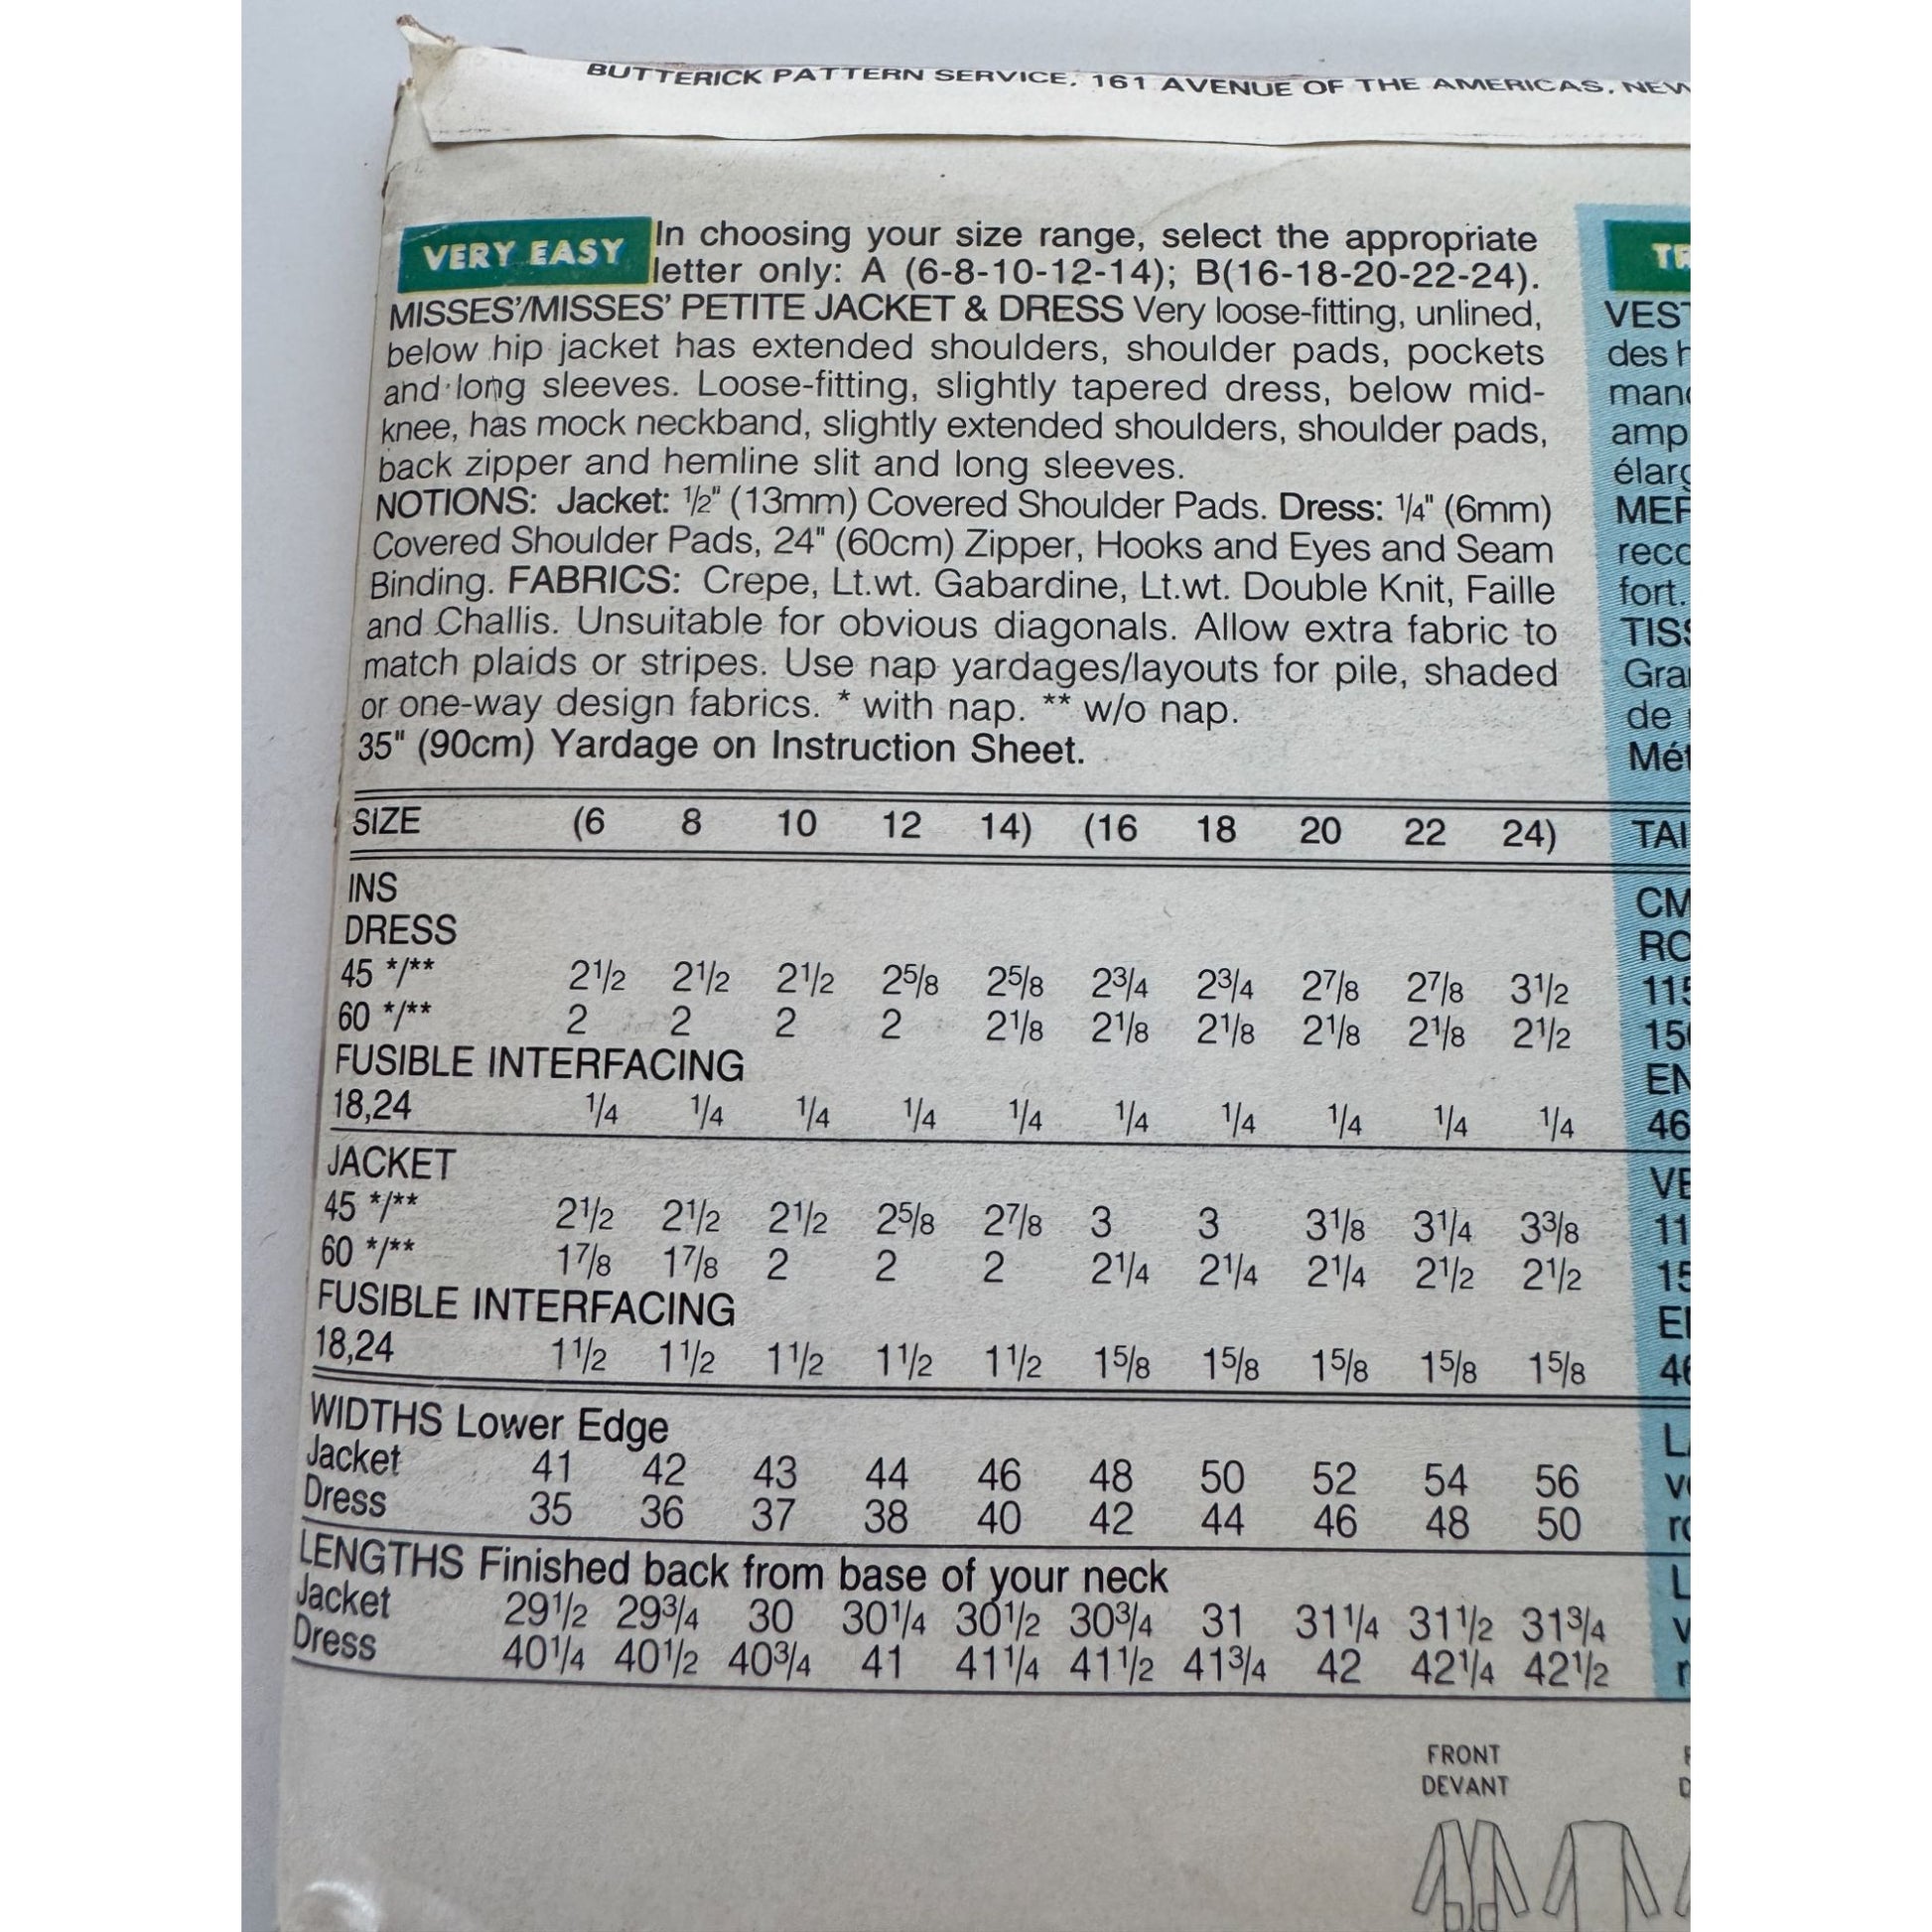 BUTTERICK PATTERN SERVICE, 161 AVENUE OF THE AMERICAS, NEW
VERY EASY In choosing your size range, select the appropriate
letter only: A (6-8-10-12-14); B(16-18-20-22-24).
MISSES'/MISSES' PETITE JACKET & DRESS Very loose-fitting, unlined,
below hip jacket has extended shoulders, shoulder pads, pockets
and long sleeves. Loose-fitting, slightly tapered dress, below mid-
knee, has mock neckband, slightly extended shoulders, shoulder pads,
back zipper and hemline slit and long sleeves.
NOTIONS: Jacket: 1/2" (13mm) Covered Shoulder Pads. Dress: 1/4" (6mm)
Covered Shoulder Pads, 24" (60cm) Zipper, Hooks and Eyes and Seam
Binding. FABRICS: Crepe, Lt.wt. Gabardine, Lt.wt. Double Knit, Faille
and Challis. Unsuitable for obvious diagonals. Allow extra fabric to
match plaids or stripes. Use nap yardages/layouts for pile, shaded
or one-way design fabrics. * with nap. ** w/o nap.
35" (90cm) Yardage on Instruction Sheet.
SIZE (6 8 10 12 14) (16 18 20 22 24)
INS
DRESS
45 */** 2 1/2 2 1/2 2 1/2 2 5/8 2 5/8 2 3/4 2 3/4 2 7/8 2 7/8 3 1/2
60 */** 2 2 2 2 2 1/8 2 1/8 2 1/8 2 1/8 2 1/8 2 1/2
FUSIBLE INTERFACING
18,24 1/4 1/4 1/4 1/4 1/4 1/4 1/4 1/4 1/4 1/4
JACKET
45 */** 2 1/2 2 1/2 2 1/2 2 5/8 2 7/8 3 3 3 1/8 3 1/4 3 3/8
60 */** 1 7/8 1 7/8 2 2 2 2 1/4 2 1/4 2 1/4 2 1/2 2 1/2
FUSIBLE INTERFACING
18,24 1 1/2 1 1/2 1 1/2 1 1/2 1 1/2 1 5/8 1 5/8 1 5/8 1 5/8 1 5/8
WIDTHS Lower Edge
Jacket 41 42 43 44 46 48 50 52 54 56
Dress 35 36 37 38 40 42 44 46 48 50
LENGTHS Finished back from base of your neck
Jacket 29 1/2 29 3/4 30 30 1/4 30 1/2 30 3/4 31 31 1/4 31 1/2 31 3/4
Dress 40 1/4 40 1/2 40 3/4 41 41 1/4 41 1/2 41 3/4 42 42 1/4 42 1/2
FRONT
DEVANT
des
fort.
de